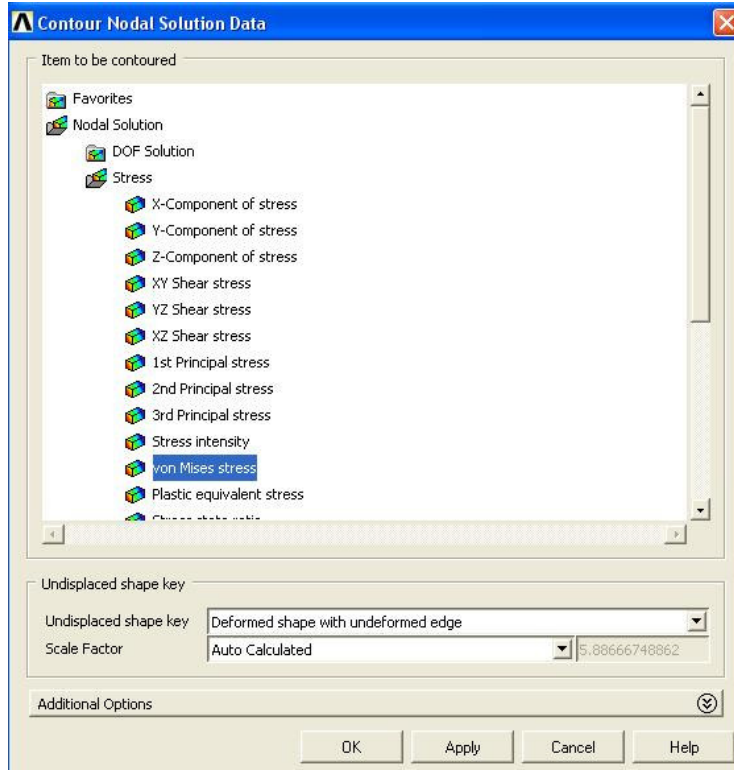 Contour Nodal Solution Data
Item to be contoured
Favorites
Nodal Solution
DOF Solution
Stress
X-Component of stress
Y-Component of stress
Z-Component of stress
XY Shear stress
YZ Shear stress
XZ Shear stress
1st Principal stress
2nd Principal stress
3rd Principal stress
Stress intensity
von Mises stress
Plastic equivalent stress
Undisplaced shape key
Undisplaced shape key Deformed shape with undeformed edge
Scale Factor Auto Calculated 5.88666748862
Additional Options
OK Apply Cancel Help